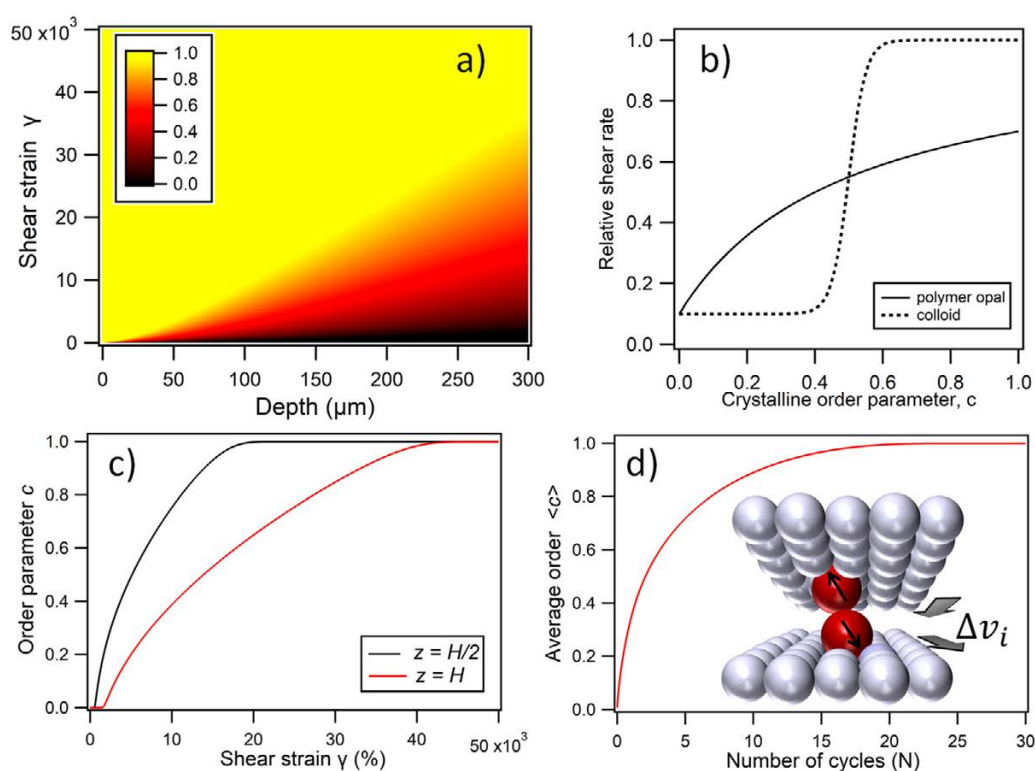 a)
50 x10³
40
30
20
10
0
Shear strain γ
1.0
0.8
0.6
0.4
0.2
0.0
0 50 100 150 200 250 300
Depth (µm)
b)
1.0
0.8
0.6
0.4
0.2
0.0
Relative shear rate
polymer opal
colloid
0.0 0.2 0.4 0.6 0.8 1.0
Crystalline order parameter, c
c)
1.0
0.8
0.6
0.4
0.2
0.0
Order parameter c
z = H/2
z = H
0 10 20 30 50 x10³
Shear strain γ (%)
d)
1.0
0.8
0.6
0.4
0.2
0.0
Average order <c>
Δvᵢ
0 5 10 15 20 25 30
Number of cycles (N)